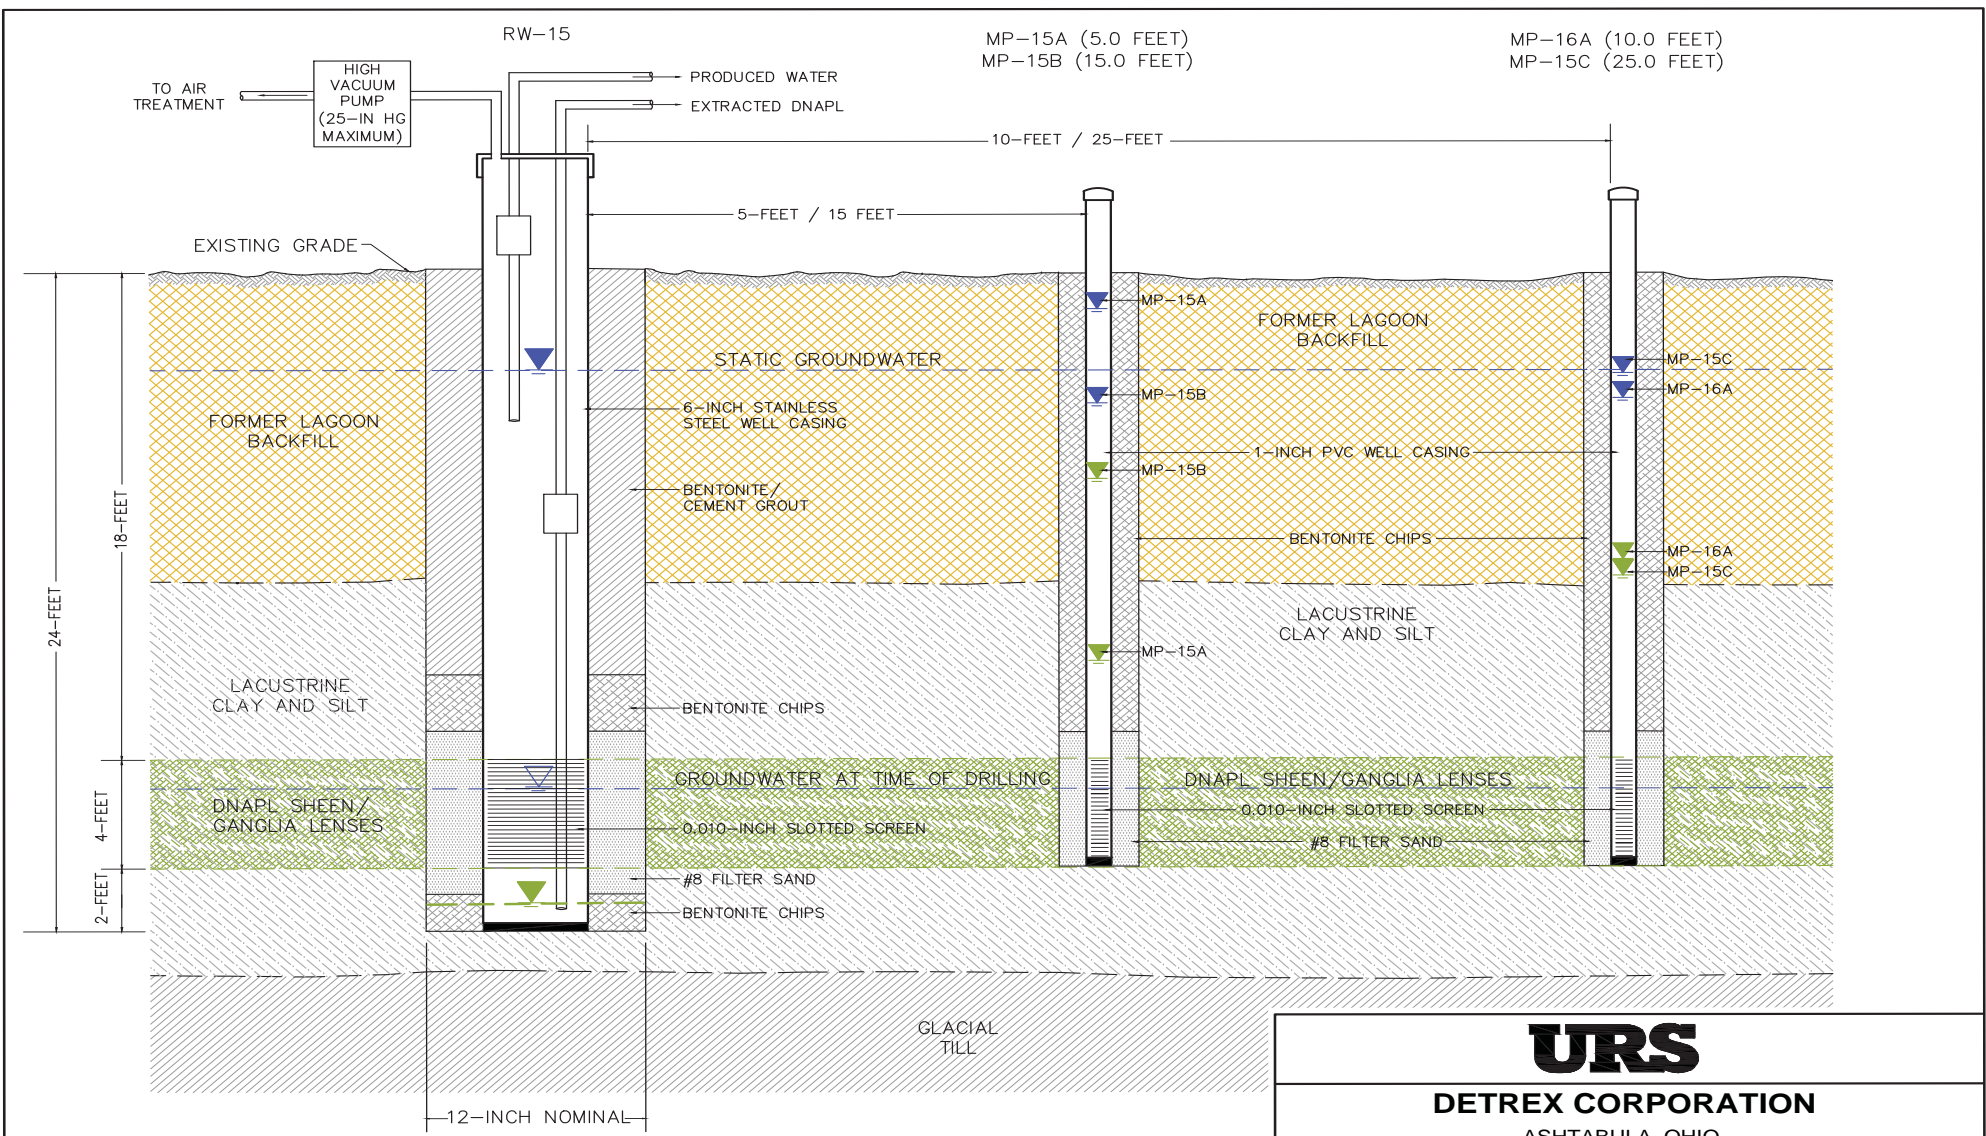 RW-15
MP-15A (5.0 FEET)
MP-15B (15.0 FEET)
MP-16A (10.0 FEET)
MP-15C (25.0 FEET)
TO AIR
TREATMENT
HIGH
VACUUM
PUMP
(25-IN HG
MAXIMUM)
PRODUCED WATER
EXTRACTED DNAPL
10-FEET / 25-FEET
5-FEET / 15 FEET
EXISTING GRADE
MP-15A
FORMER LAGOON
BACKFILL
STATIC GROUNDWATER
MP-15C
MP-16A
MP-15B
6-INCH STAINLESS
STEEL WELL CASING
FORMER LAGOON
BACKFILL
1-INCH PVC WELL CASING
MP-15B
BENTONITE/
CEMENT GROUT
18-FEET
BENTONITE CHIPS
MP-16A
MP-15C
24-FEET
LACUSTRINE
CLAY AND SILT
MP-15A
LACUSTRINE
CLAY AND SILT
BENTONITE CHIPS
GROUNDWATER AT TIME OF DRILLING
DNAPL SHEEN/GANGLIA LENSES
4-FEET
DNAPL SHEEN/
GANGLIA LENSES
0.010-INCH SLOTTED SCREEN
0.010-INCH SLOTTED SCREEN
#8 FILTER SAND
2-FEET
#8 FILTER SAND
BENTONITE CHIPS
GLACIAL
TILL
12-INCH NOMINAL
URS
DETREX CORPORATION
ASHTABULA, OHIO